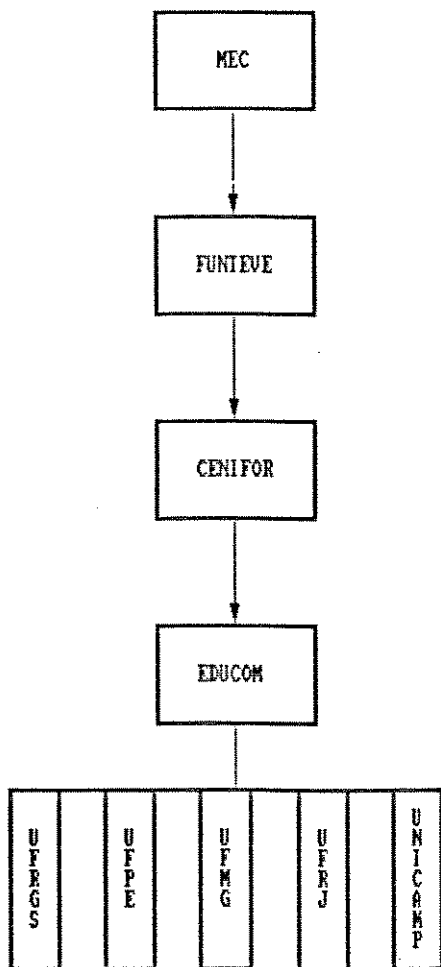 MEC
FUNTEVE
CENIFOR
EDUCOM
UFRGS
UFPE
UFMG
UFRJ
UNICAMP